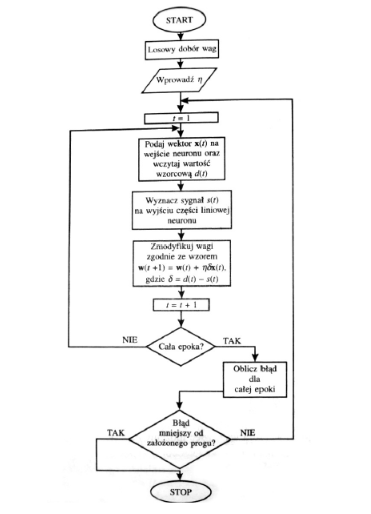 START
Losowy dobór wag
Wprowadź η
t = 1
Podaj wektor x(t) na
wejście neuronu oraz
wczytaj wartość
wzorcową d(t)
Wyznacz sygnał s(t)
na wyjściu części liniowej
neuronu
Zmodyfikuj wagi
zgodnie ze wzorem
w(t +1) = w(t) + ηδx(t),
gdzie δ = d(t) − s(t)
t = t + 1
NIE
Cała epoka?
TAK
Oblicz błąd
dla
całej epoki
Błąd
TAK
mniejszy od
NIE
założonego progu?
STOP